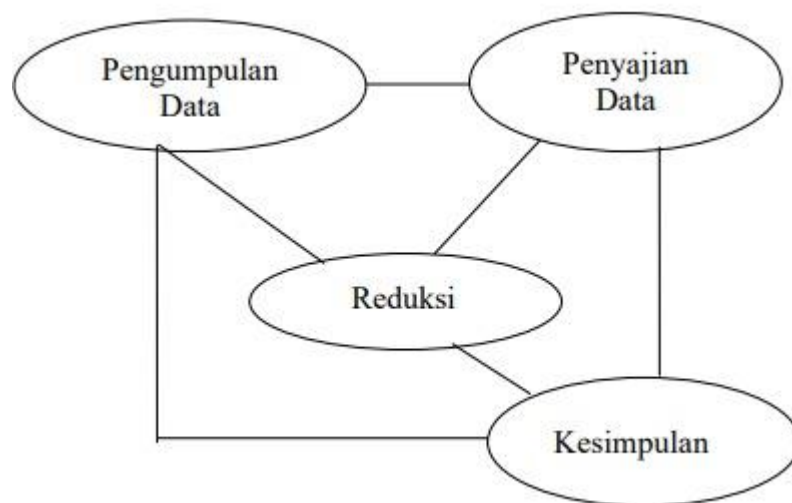 Pengumpulan
Data
Penyajian
Data
Reduksi
Kesimpulan